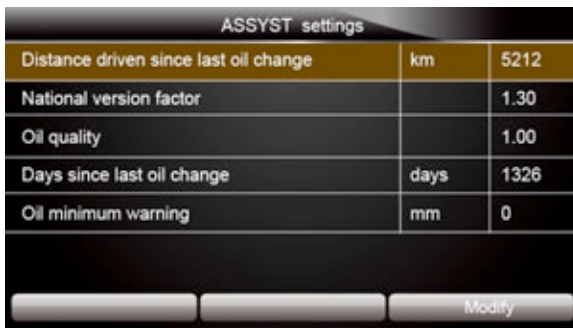 ASSYST settings
Distance driven since last oil change km 5212
National version factor 1.30
Oil quality 1.00
Days since last oil change days 1326
Oil minimum warning mm 0
Modify